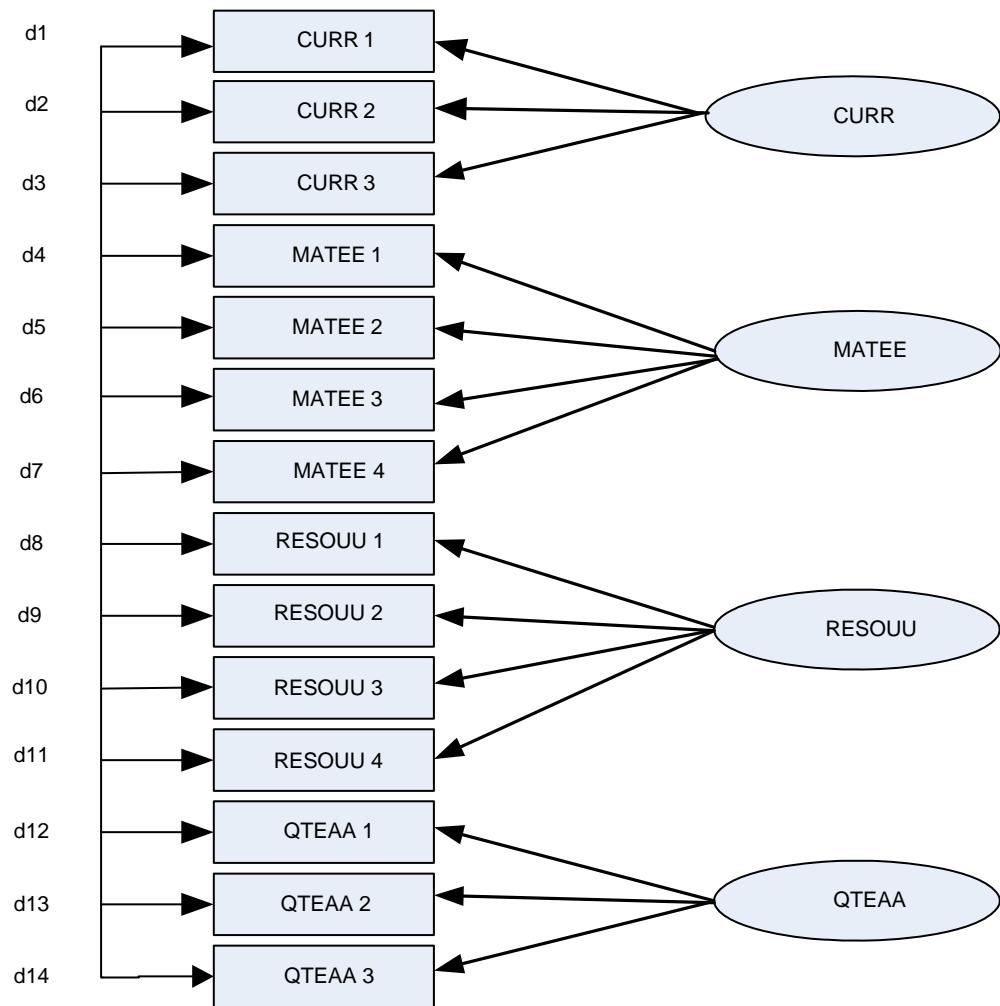 d1
CURR 1
d2
CURR 2
CURR
d3
CURR 3
d4
MATEE 1
d5
MATEE 2
MATEE
d6
MATEE 3
d7
MATEE 4
d8
RESOUU 1
d9
RESOUU 2
RESOUU
d10
RESOUU 3
d11
RESOUU 4
d12
QTEAA 1
d13
QTEAA 2
QTEAA
d14
QTEAA 3